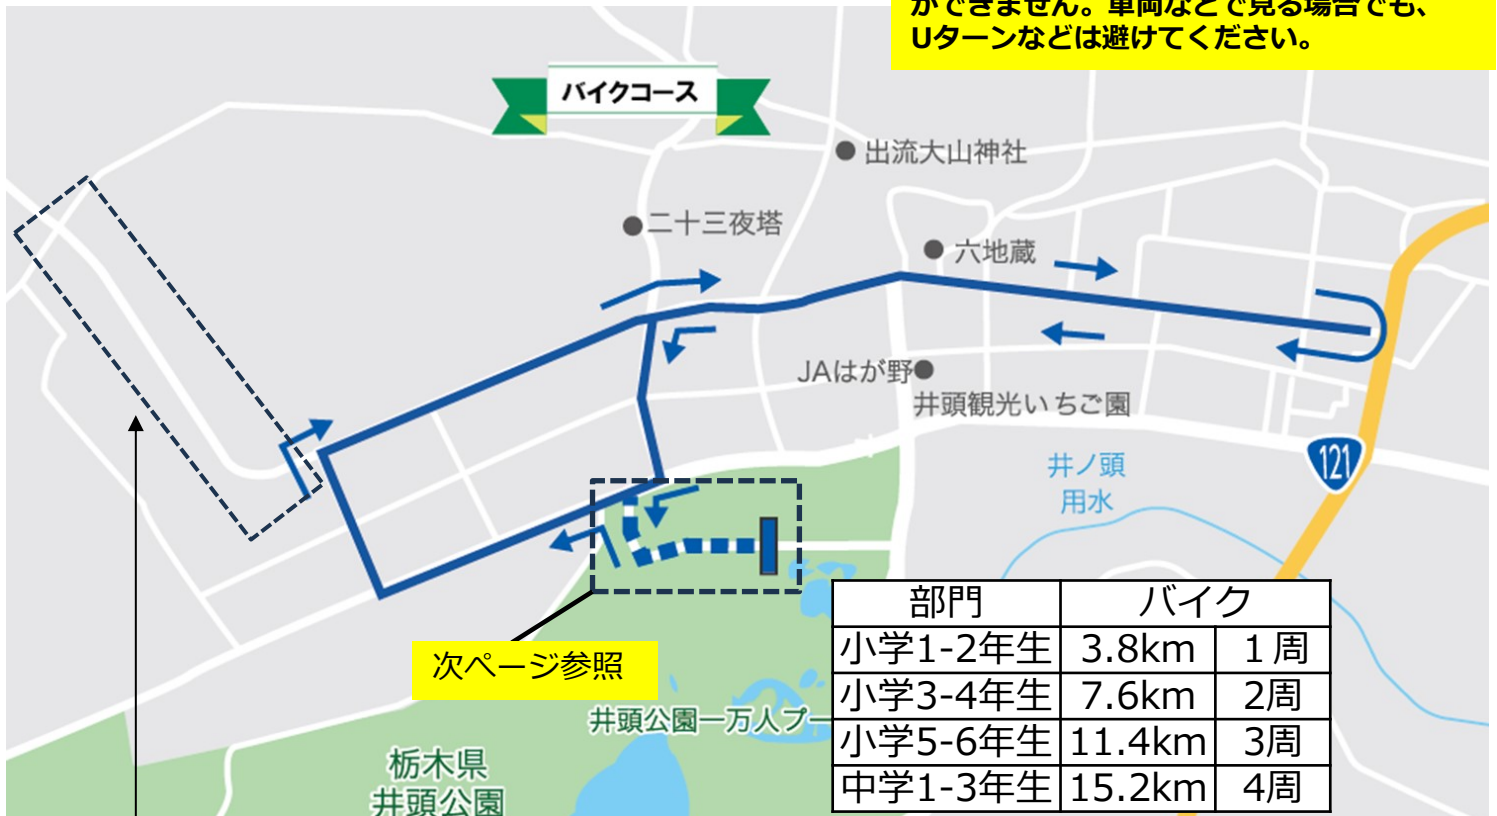 ができません。車両などで見る場合でも、
Uターンなどは避けてください。
バイクコース
出流大山神社
二十三夜塔
六地蔵
JAはが野
井頭観光いちご園
121
井ノ頭
用水
次ページ参照
井頭公園一万人プー
栃木県
井頭公園
部門 バイク
小学1-2年生 3.8km 1周
小学3-4年生 7.6km 2周
小学5-6年生 11.4km 3周
中学1-3年生 15.2km 4周